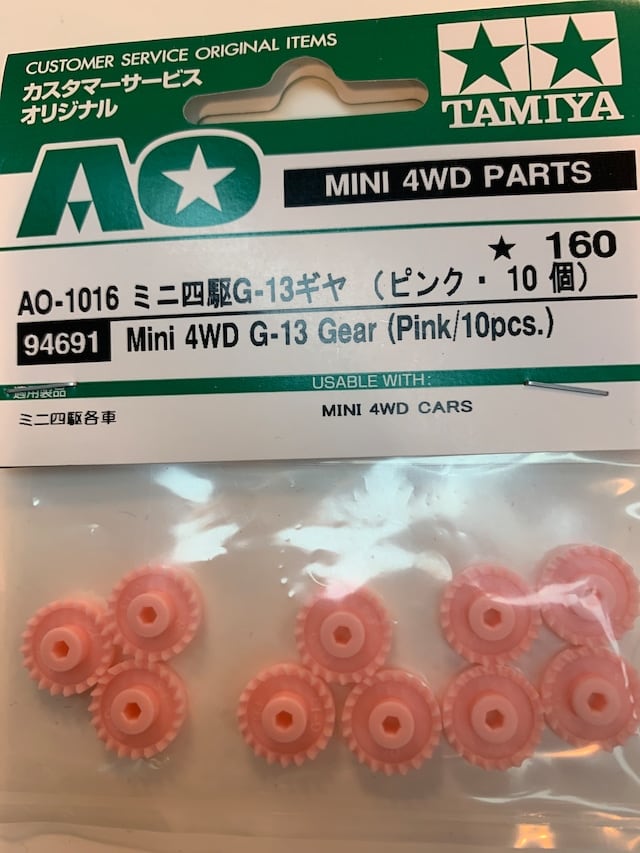 CUSTOMER SERVICE ORIGINAL ITEMS
カスタマーサービス
オリジナル
TAMIYA
AO
MINI 4WD PARTS
★ 160
AO-1016 ミニ四駆G-13ギヤ (ピンク・10個)
94691 Mini 4WD G-13 Gear (Pink/10pcs.)
適用製品 USABLE WITH:
ミニ四駆各車 MINI 4WD CARS